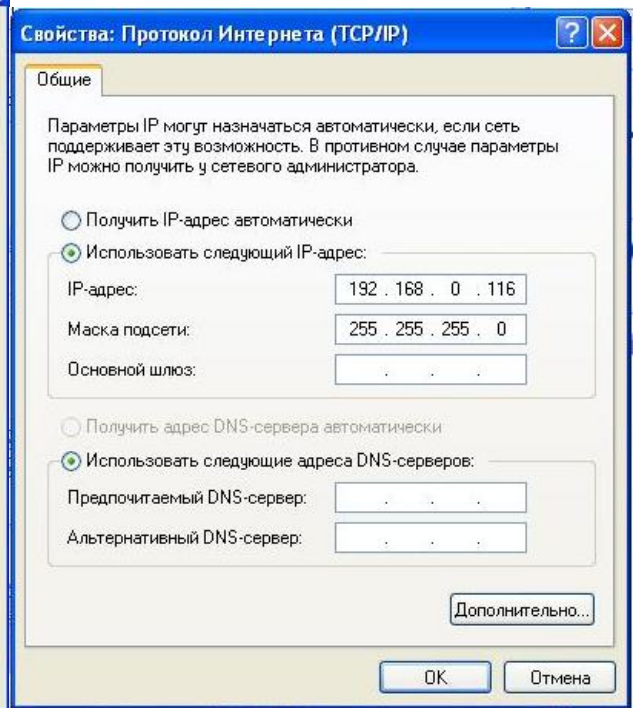 Свойства: Протокол Интернета (TCP/IP)
Общие
Параметры IP могут назначаться автоматически, если сеть
поддерживает эту возможность. В противном случае параметры
IP можно получить у сетевого администратора.
Получить IP-адрес автоматически
Использовать следующий IP-адрес:
IP-адрес: 192 . 168 . 0 . 116
Маска подсети: 255 . 255 . 255 . 0
Основной шлюз: . . .
Получить адрес DNS-сервера автоматически
Использовать следующие адреса DNS-серверов:
Предпочитаемый DNS-сервер: . . .
Альтернативный DNS-сервер: . . .
Дополнительно...
OK Отмена